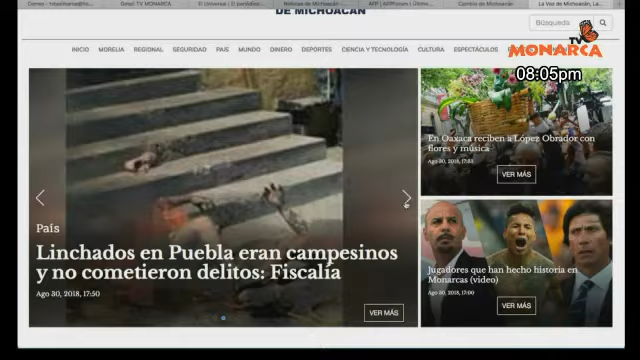 DE MICHOACÁN
Búsqueda
TV
MONARCA
INICIO MORELIA REGIONAL SEGURIDAD PAÍS MUNDO DINERO DEPORTES CIENCIA Y TECNOLOGÍA CULTURA ESPECTÁCULOS
08:05pm
País
Linchados en Puebla eran campesinos
y no cometieron delitos: Fiscalía
Ago 30, 2018, 17:50
VER MÁS
En Oaxaca reciben a López Obrador con
flores y música
Ago 30, 2018, 17:33
VER MÁS
Jugadores que han hecho historia en
Monarcas (video)
Ago 30, 2018, 17:00
VER MÁS